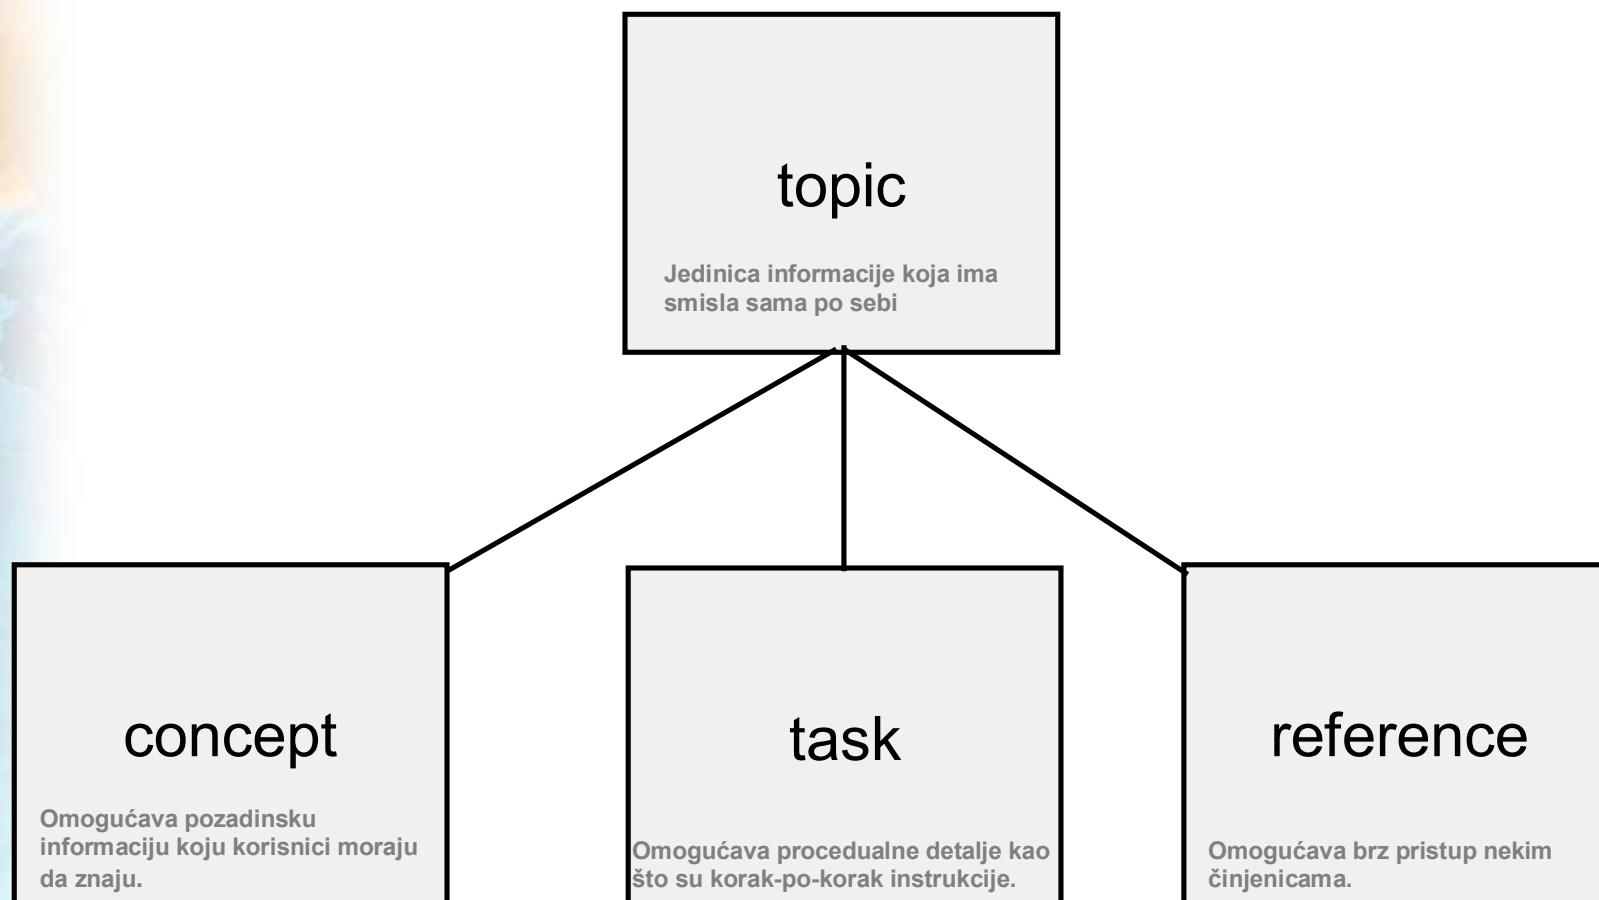 topic
Jedinica informacije koja ima
smisla sama po sebi
concept
Omogućava pozadinsku
informaciju koju korisnici moraju
da znaju.
task
Omogućava procedualne detalje kao
što su korak-po-korak instrukcije.
reference
Omogućava brz pristup nekim
činjenicama.